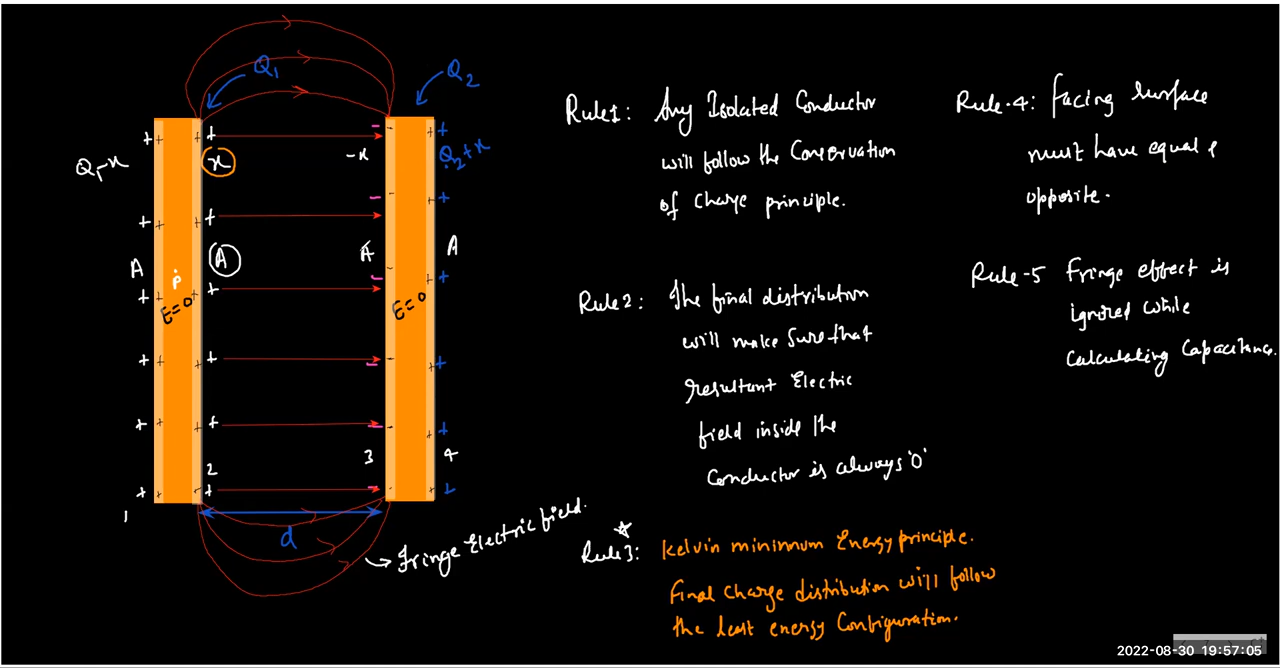 Q₁
Q₂
Q₁-x
x
-x
Q₂+x
A
A
A
A
p
E=0
E=0
1
2
3
4
d
Fringe Electric field.
Rule1: Any Isolated Conductor
will follow the Conservation
of Charge principle.
Rule2: The final distribution
will make Sure that
resultant Electric
field inside the
Conductor is always '0'
Rule3: Kelvin minimum Energy principle.
Final Charge distribution will follow
the least energy Configuration.
Rule-4: facing Surface
must have equal &
opposite.
Rule-5 Fringe effect is
ignored while
Calculating Capacitance.
2022-08-30 19:57:05